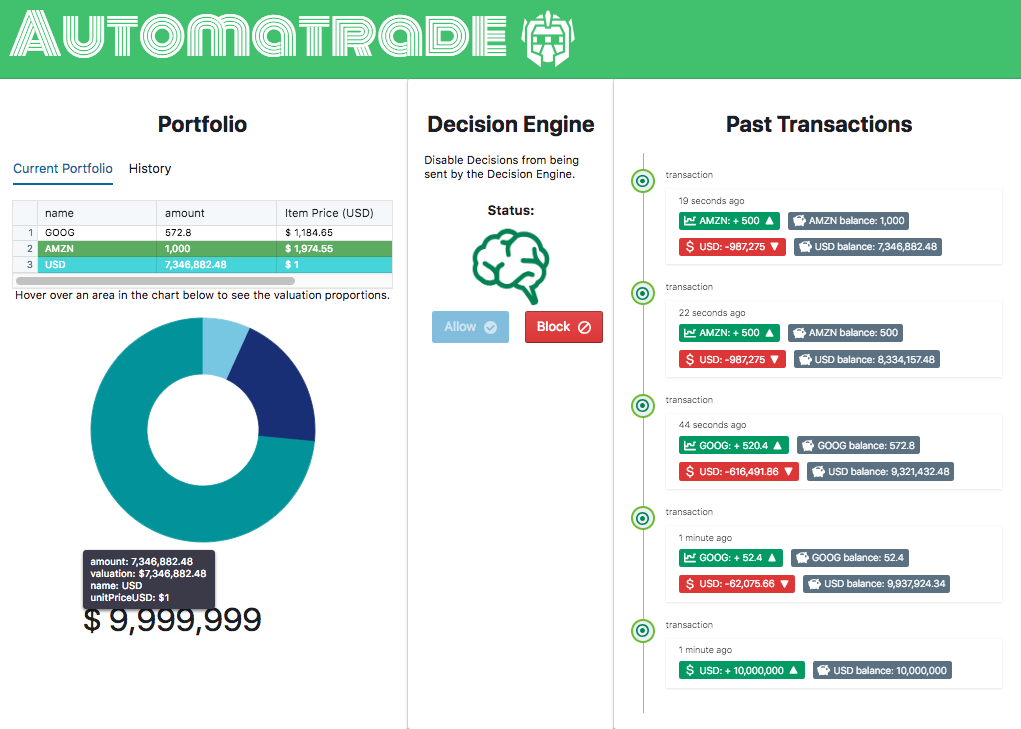 AUTOMATRADE
Portfolio
Current Portfolio History
name amount Item Price (USD)
1 GOOG 572.8 $ 1,184.65
2 AMZN 1,000 $ 1,974.55
3 USD 7,346,882.48 $ 1
Hover over an area in the chart below to see the valuation proportions.
amount: 7,346,882.48
valuation: $7,346,882.48
name: USD
unitPriceUSD: $1
$ 9,999,999
Decision Engine
Disable Decisions from being
sent by the Decision Engine.
Status:
Allow Block
Past Transactions
transaction
19 seconds ago
AMZN: + 500 ▲ AMZN balance: 1,000
$ USD: -987,275 ▼ USD balance: 7,346,882.48
transaction
22 seconds ago
AMZN: + 500 ▲ AMZN balance: 500
$ USD: -987,275 ▼ USD balance: 8,334,157.48
transaction
44 seconds ago
GOOG: + 520.4 ▲ GOOG balance: 572.8
$ USD: -616,491.86 ▼ USD balance: 9,321,432.48
transaction
1 minute ago
GOOG: + 52.4 ▲ GOOG balance: 52.4
$ USD: -62,075.66 ▼ USD balance: 9,937,924.34
transaction
1 minute ago
$ USD: + 10,000,000 ▲ USD balance: 10,000,000